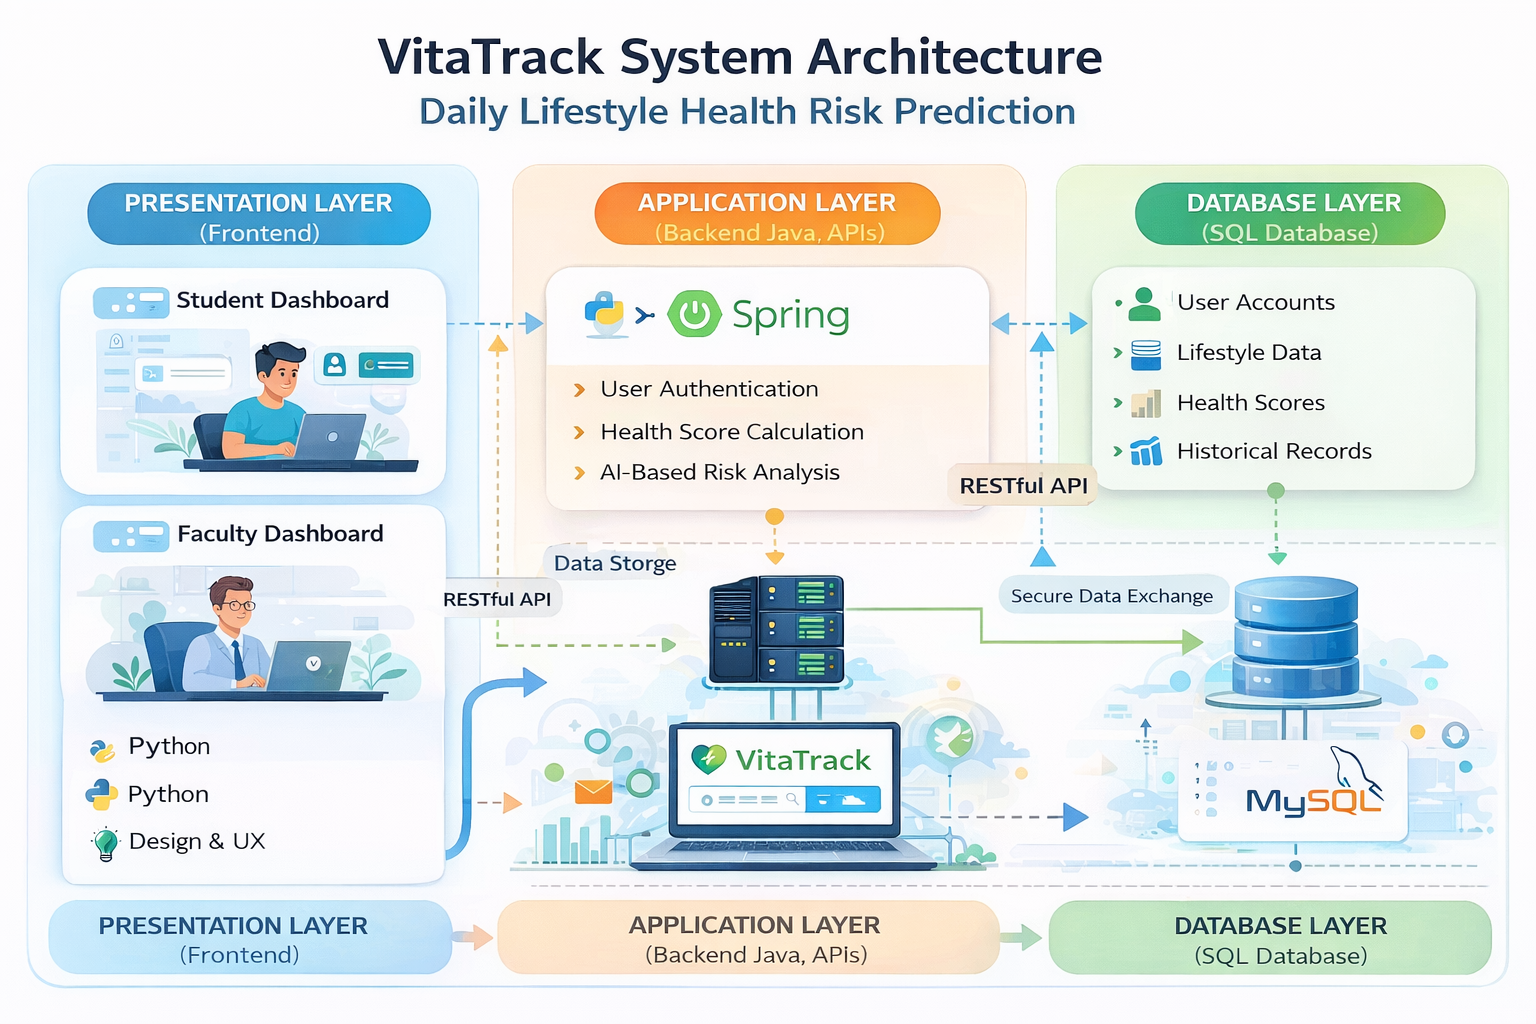 VitaTrack System Architecture
Daily Lifestyle Health Risk Prediction
PRESENTATION LAYER
(Frontend)
Student Dashboard
Faculty Dashboard
V
Python
Python
Design & UX
APPLICATION LAYER
(Backend Java, APIs)
Spring
User Authentication
Health Score Calculation
AI-Based Risk Analysis
RESTful API
Data Storge
RESTful API
VitaTrack
DATABASE LAYER
(SQL Database)
User Accounts
Lifestyle Data
Health Scores
Historical Records
Secure Data Exchange
MySQL
PRESENTATION LAYER
(Frontend)
APPLICATION LAYER
(Backend Java, APIs)
DATABASE LAYER
(SQL Database)